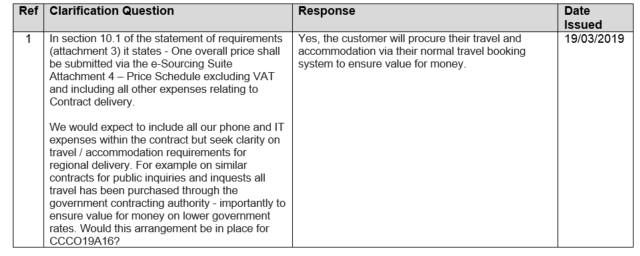 Ref Clarification Question Response Date Issued
1 In section 10.1 of the statement of requirements Yes, the customer will procure their travel and 19/03/2019
(attachment 3) it states - One overall price shall accommodation via their normal travel booking
be submitted via the e-Sourcing Suite system to ensure value for money.
Attachment 4 – Price Schedule excluding VAT
and including all other expenses relating to
Contract delivery.
We would expect to include all our phone and IT
expenses within the contract but seek clarity on
travel / accommodation requirements for
regional delivery. For example on similar
contracts for public inquiries and inquests all
travel has been purchased through the
government contracting authority - importantly to
ensure value for money on lower government
rates. Would this arrangement be in place for
CCCO19A16?